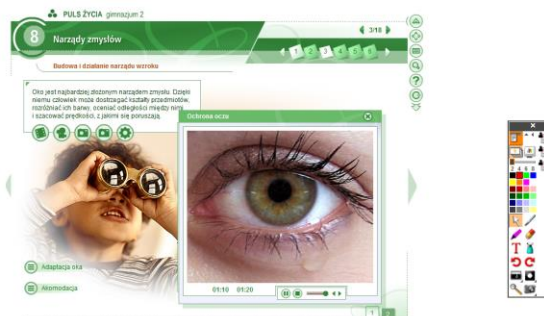 PULS ŻYCIA gimnazjum 2
8 Narządy zmysłów
3/18
1 2 3 4 5 6
Budowa i działanie narządu wzroku
Oko jest najbardziej złożonym narządem zmysłu. Dzięki
niemu człowiek może dostrzegać kształty przedmiotów,
rozróżniać ich barwy, oceniać odległości między nimi
i szacować prędkości, z jakimi się poruszają.
Ochrona oczu
Adaptacja oka
Akomodacja
01:10 01:20
1 2